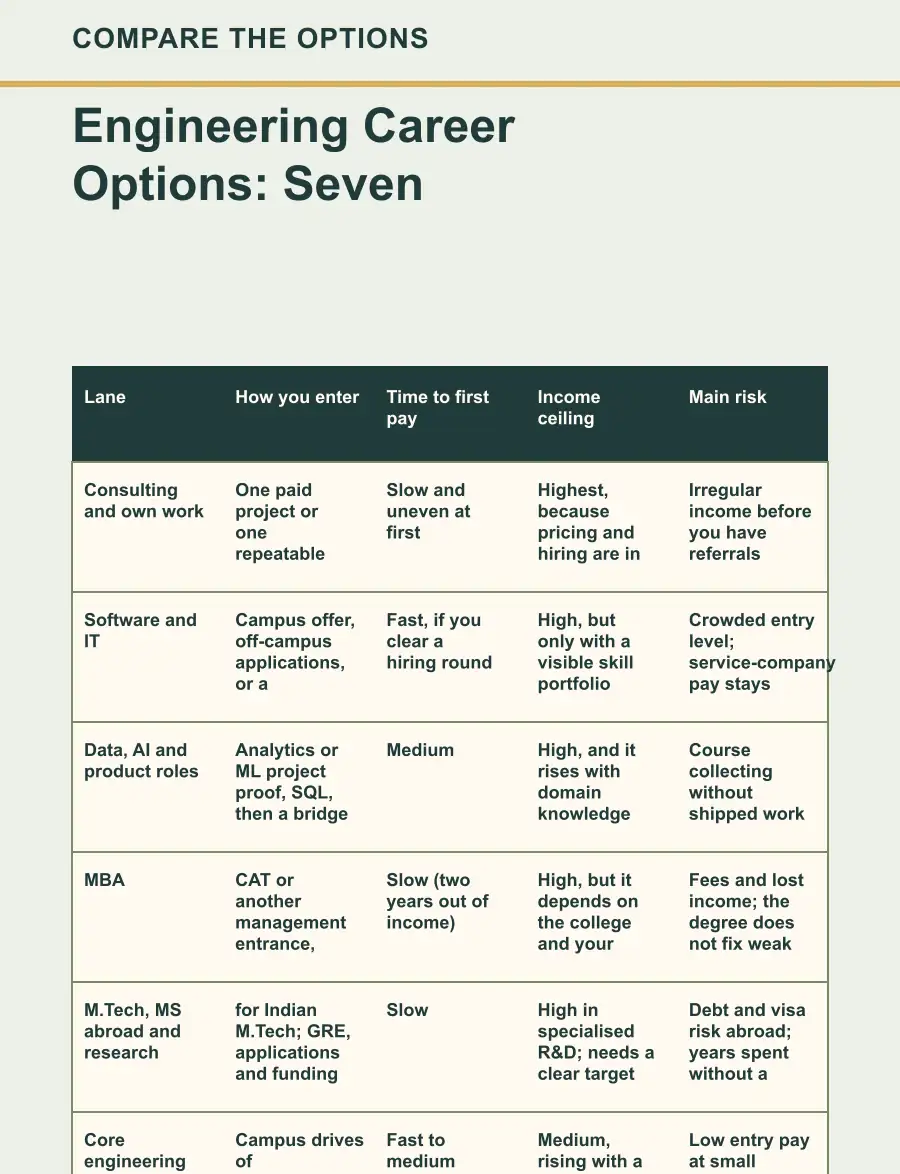 COMPARE THE OPTIONS
Engineering Career
Options: Seven
Lane
How you enter
Time to first
pay
Income
ceiling
Main risk
Consulting
and own work
One paid
project or
one
repeatable
Slow and
uneven at
first
Highest,
because
pricing and
hiring are in
Irregular
income before
you have
referrals
Software and
IT
Campus offer,
off-campus
applications,
or a
Fast, if you
clear a
hiring round
High, but
only with a
visible skill
portfolio
Crowded entry
level;
service-company
pay stays
Data, AI and
product roles
Analytics or
ML project
proof, SQL,
then a bridge
Medium
High, and it
rises with
domain
knowledge
Course
collecting
without
shipped work
MBA
CAT or
another
management
entrance,
Slow (two
years out of
income)
High, but it
depends on
the college
and your
Fees and lost
income; the
degree does
not fix weak
M.Tech, MS
abroad and
research
for Indian
M.Tech; GRE,
applications
and funding
Slow
High in
specialised
R&D; needs a
clear target
Debt and visa
risk abroad;
years spent
without a
Core
engineering
Campus drives
of
Fast to
medium
Medium,
rising with a
Low entry pay
at small